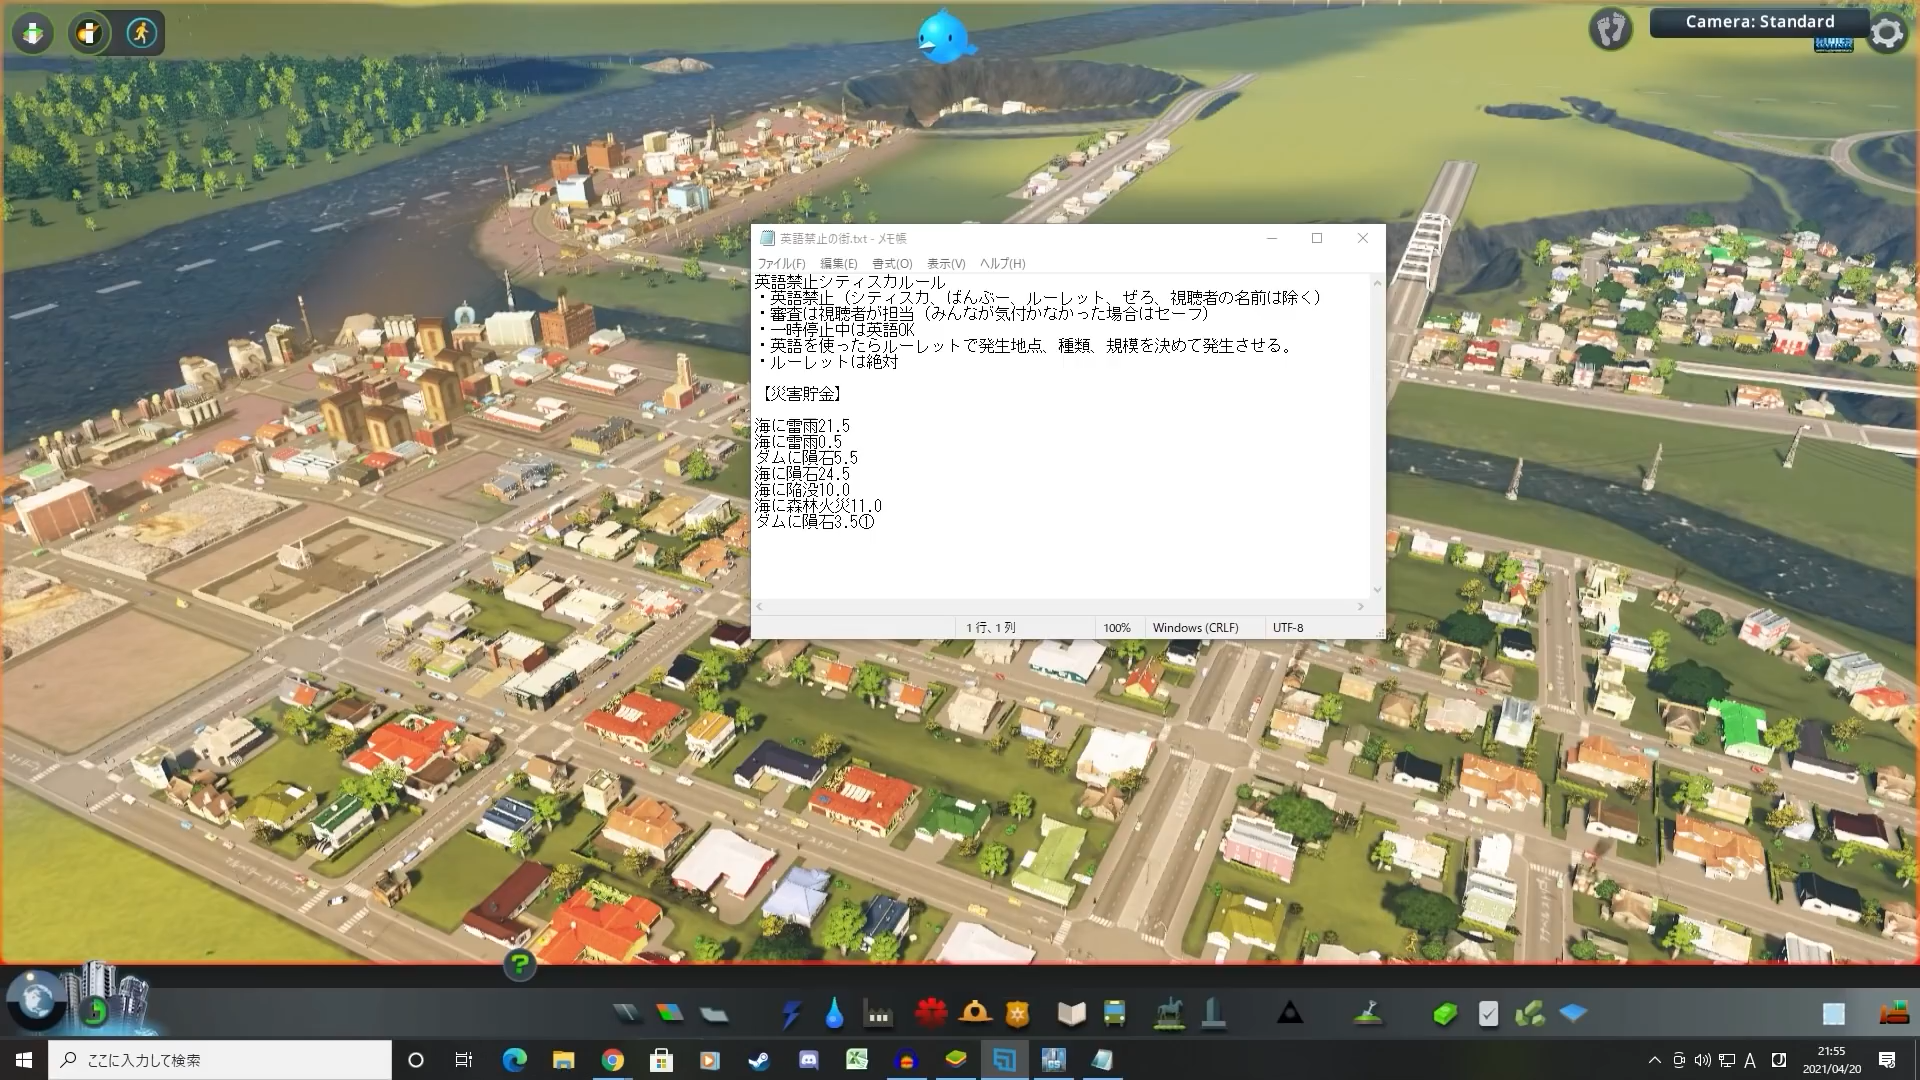 Camera: Standard
英語禁止の街.txt - メモ帳
ファイル(F) 編集(E) 書式(O) 表示(V) ヘルプ(H)
英語禁止シティスカルール
・英語禁止（シティスカ、ばんぶー、ルーレット、ぜろ、視聴者の名前は除く）
・審査は視聴者が担当（みんなが気付かなかった場合はセーフ）
・一時停止中は英語OK
・英語を使ったらルーレットで発生地点、種類、規模を決めて発生させる。
・ルーレットは絶対
【災害貯金】
海に雷雨21.5
海に雷雨0.5
ダムに隕石5.5
海に隕石24.5
海に陥没10.0
海に森林火災11.0
ダムに隕石3.5①
1 行、1 列 100% Windows (CRLF) UTF-8
ここに入力して検索
A
21:55
2021/04/20